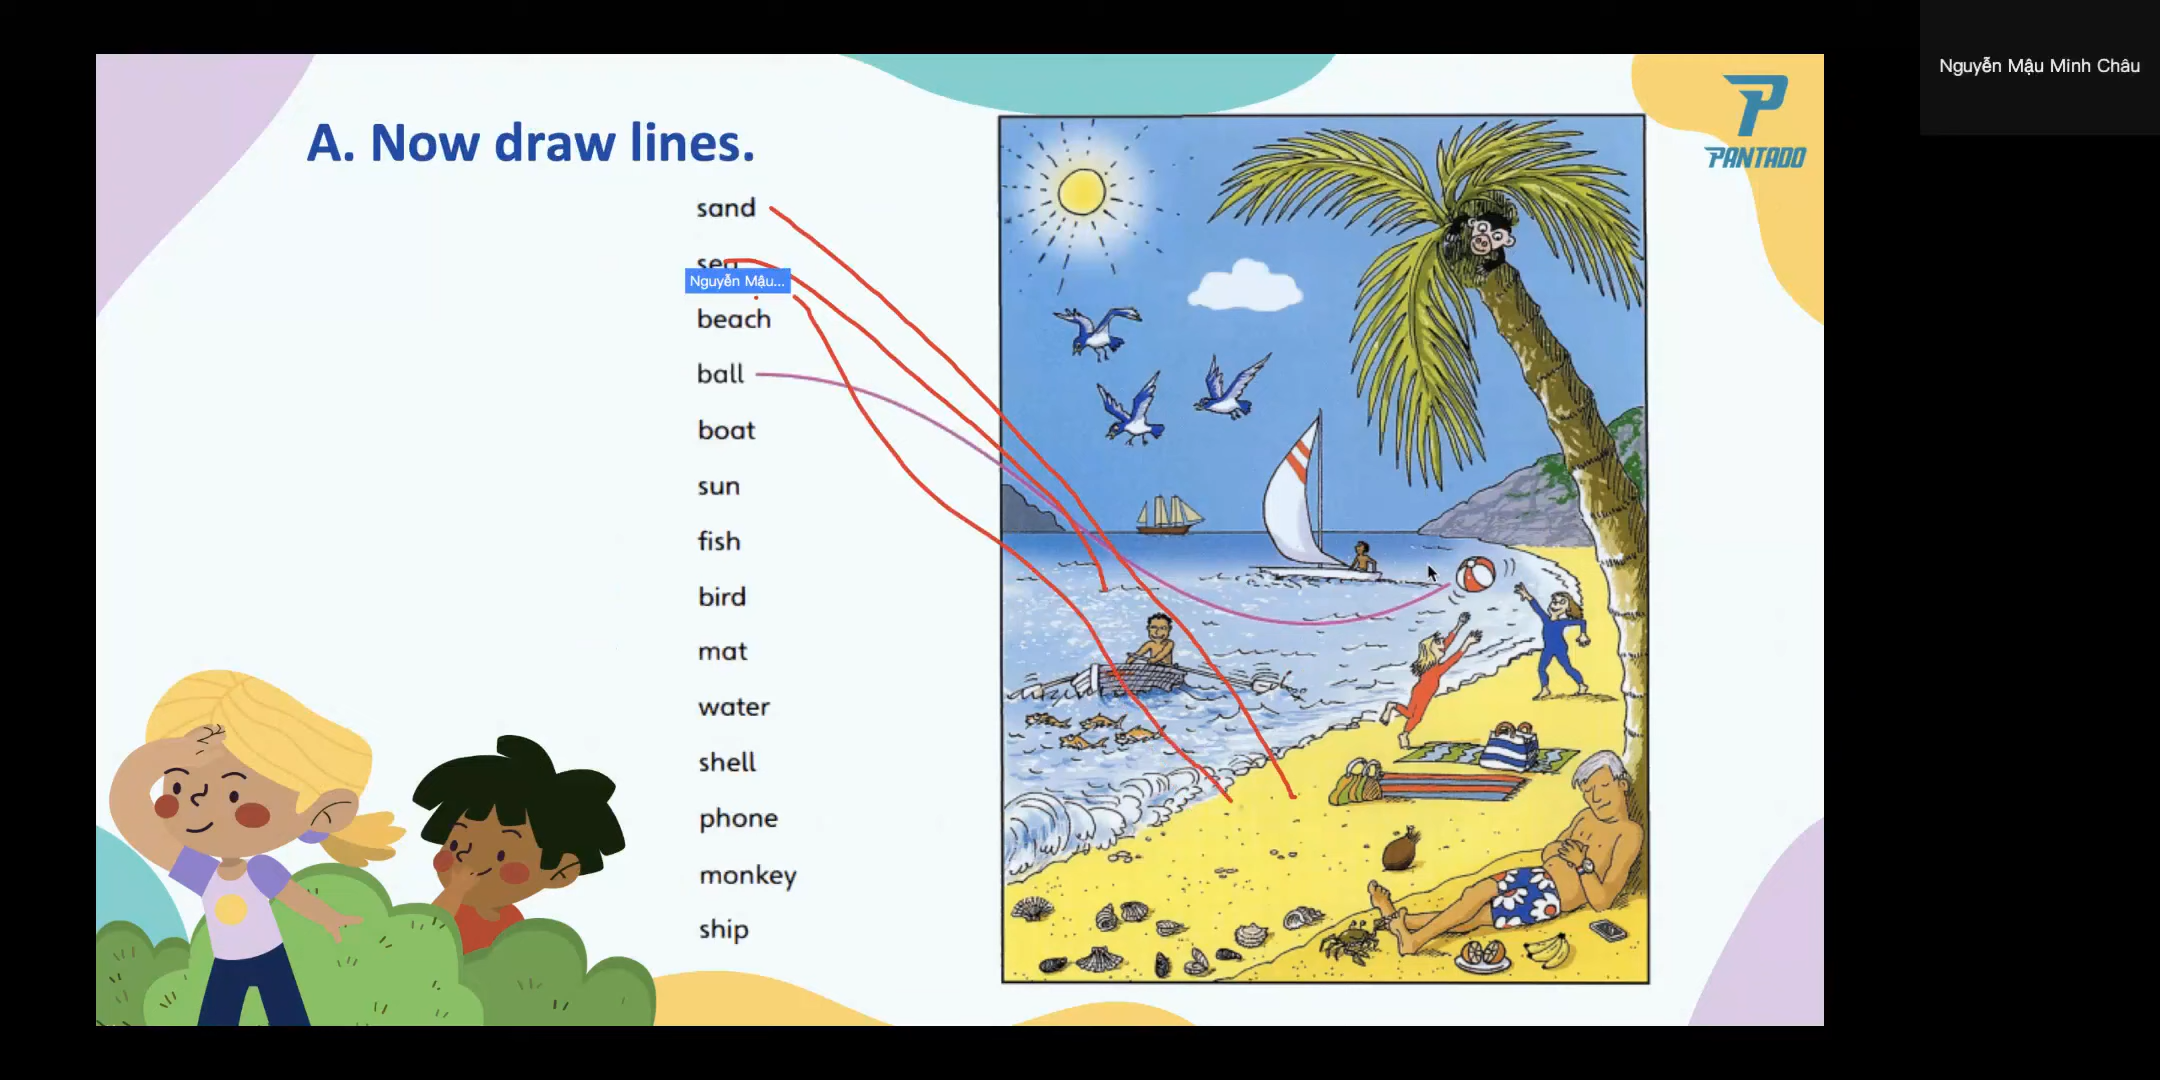 Nguyễn Mậu Minh Châu
PANTADO
A. Now draw lines.
sand
sea
Nguyễn Mậu...
beach
ball
boat
sun
fish
bird
mat
water
shell
phone
monkey
ship